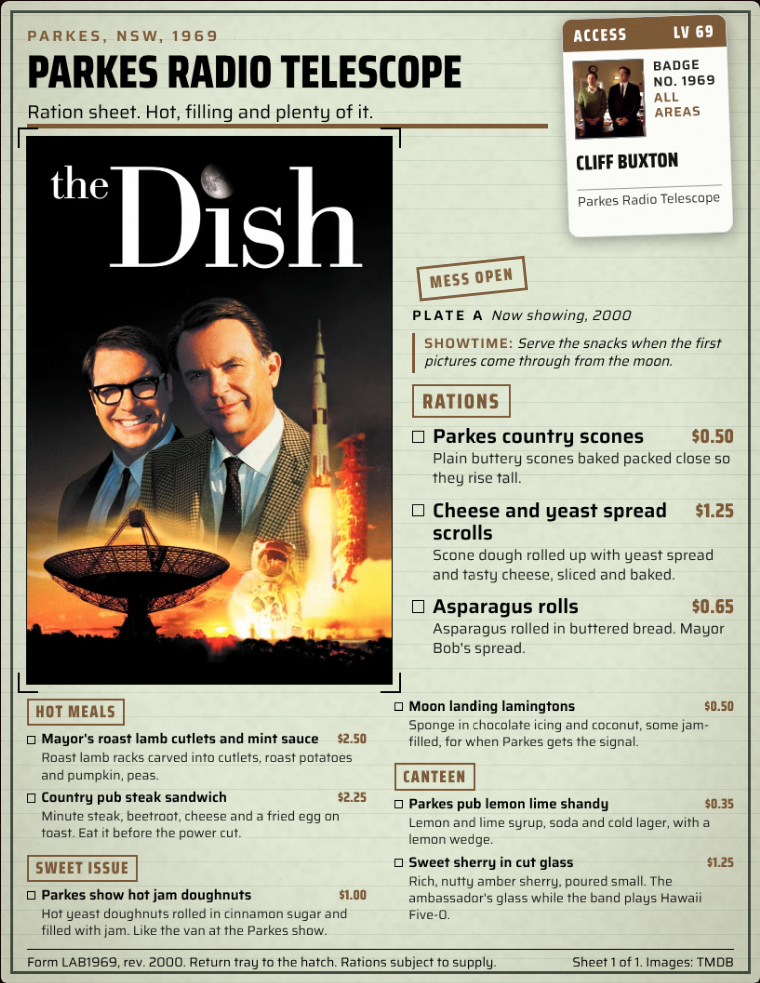 PARKES, NSW, 1969
PARKES RADIO TELESCOPE
Ration sheet. Hot, filling and plenty of it.
ACCESS LV 69
BADGE
NO. 1969
ALL
AREAS
CLIFF BUXTON
Parkes Radio Telescope
the
Dish
MESS OPEN
PLATE A Now showing, 2000
SHOWTIME: Serve the snacks when the first
pictures come through from the moon.
RATIONS
Parkes country scones $0.50
Plain buttery scones baked packed close so
they rise tall.
Cheese and yeast spread $1.25
scrolls
Scone dough rolled up with yeast spread
and tasty cheese, sliced and baked.
Asparagus rolls $0.65
Asparagus rolled in buttered bread. Mayor
Bob's spread.
HOT MEALS
Mayor's roast lamb cutlets and mint sauce $2.50
Roast lamb racks carved into cutlets, roast potatoes
and pumpkin, peas.
Country pub steak sandwich $2.25
Minute steak, beetroot, cheese and a fried egg on
toast. Eat it before the power cut.
SWEET ISSUE
Parkes show hot jam doughnuts $1.00
Hot yeast doughnuts rolled in cinnamon sugar and
filled with jam. Like the van at the Parkes show.
Moon landing lamingtons $0.50
Sponge in chocolate icing and coconut, some jam-
filled, for when Parkes gets the signal.
CANTEEN
Parkes pub lemon lime shandy $0.35
Lemon and lime syrup, soda and cold lager, with a
lemon wedge.
Sweet sherry in cut glass $1.25
Rich, nutty amber sherry, poured small. The
ambassador's glass while the band plays Hawaii
Five-O.
Form LAB1969, rev. 2000. Return tray to the hatch. Rations subject to supply.
Sheet 1 of 1. Images: TMDB